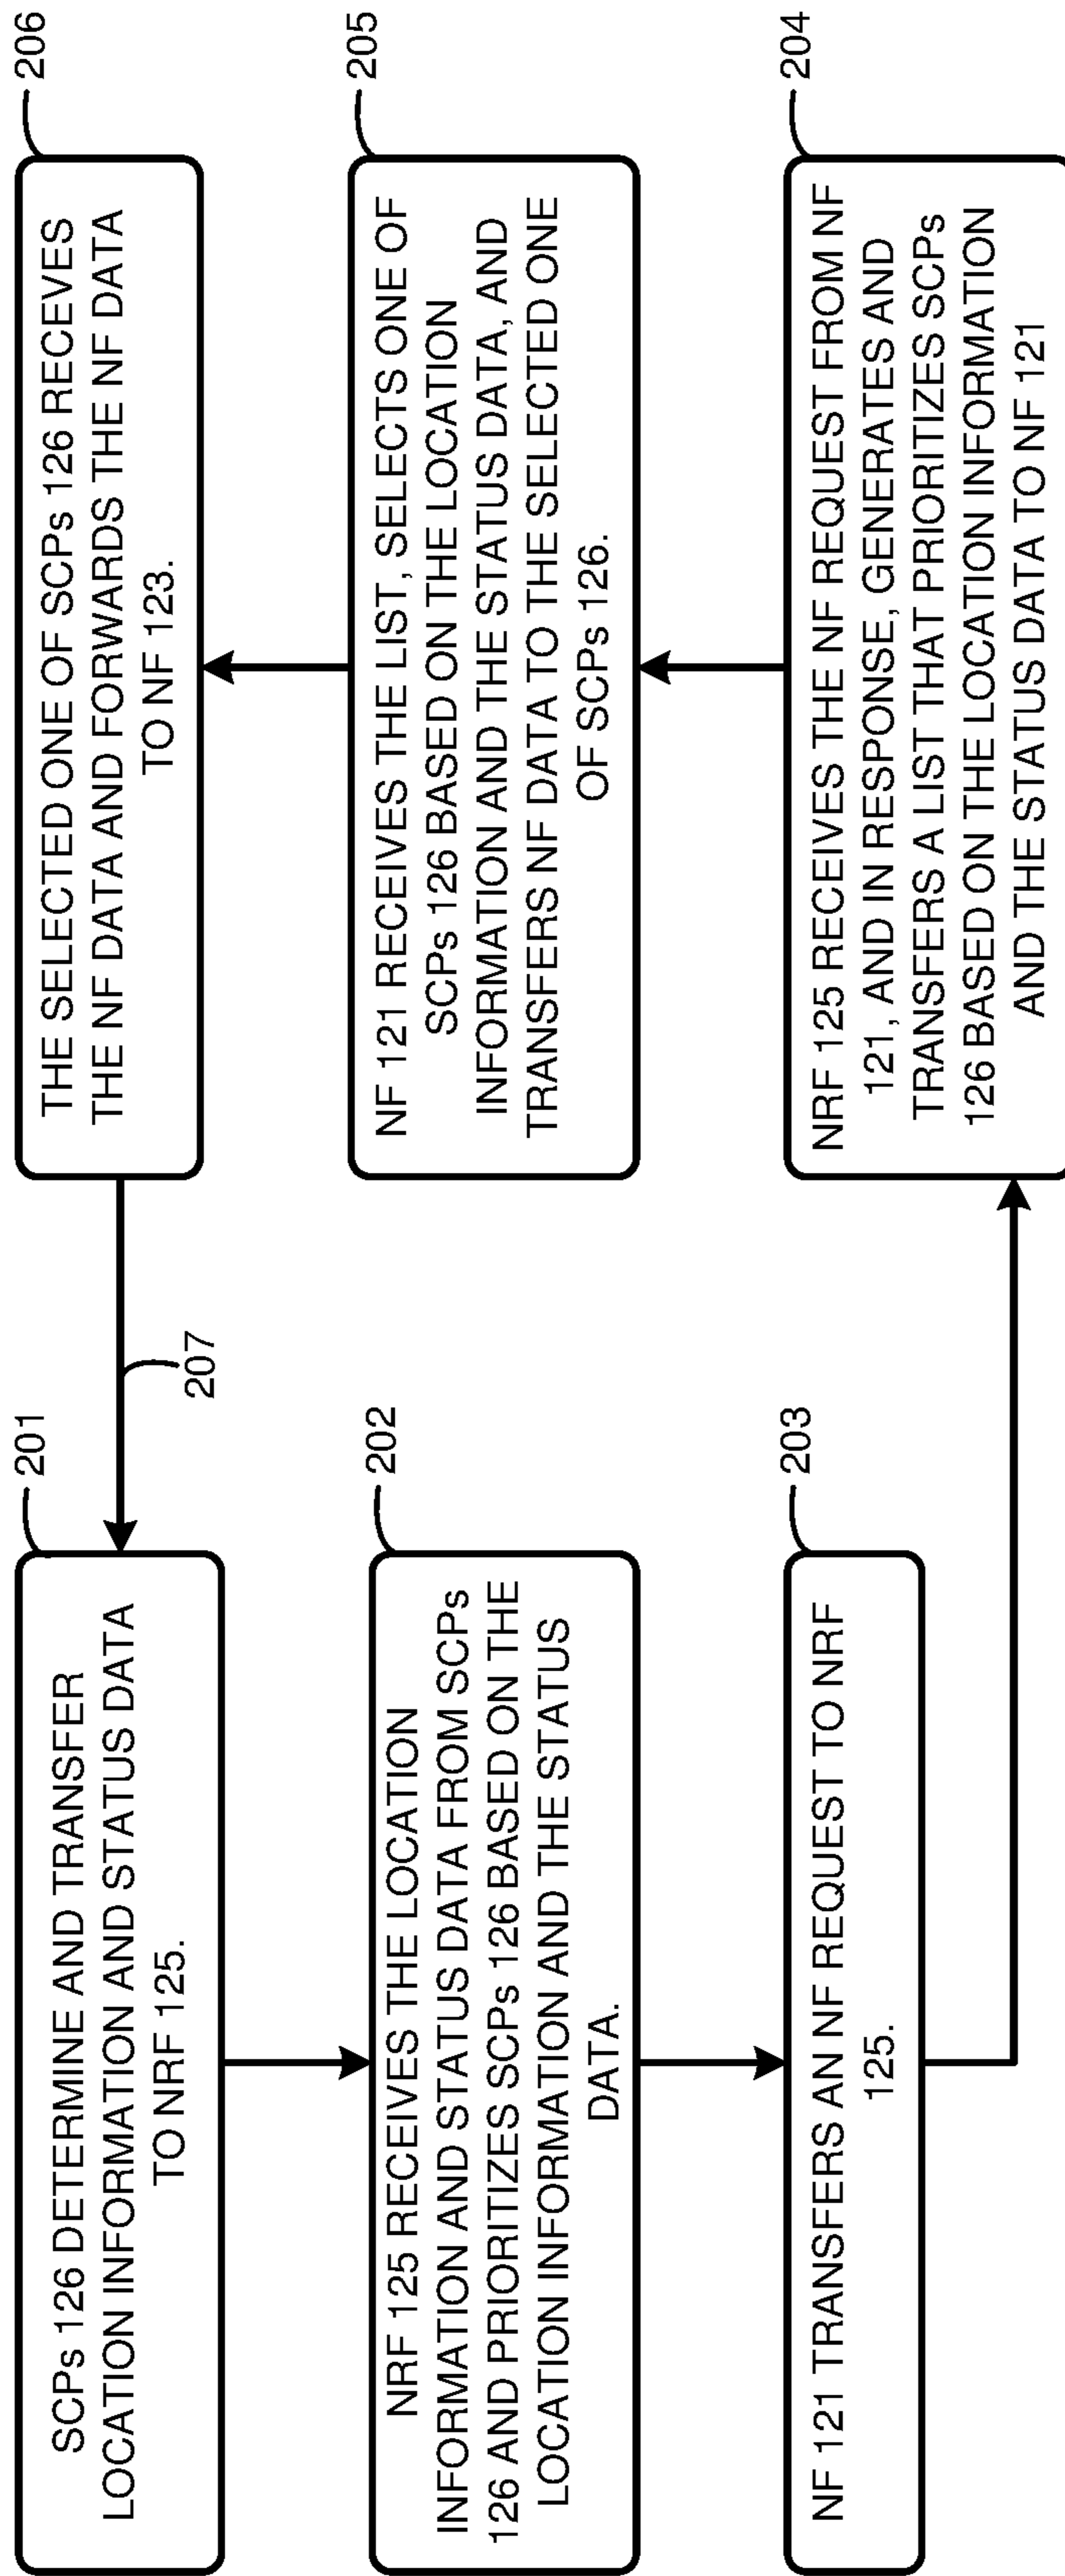 201
SCPs 126 DETERMINE AND TRANSFER
LOCATION INFORMATION AND STATUS DATA
TO NRF 125.
202
NRF 125 RECEIVES THE LOCATION
INFORMATION AND STATUS DATA FROM SCPs
126 AND PRIORITIZES SCPs 126 BASED ON THE
LOCATION INFORMATION AND THE STATUS
DATA.
203
NF 121 TRANSFERS AN NF REQUEST TO NRF
125.
204
NRF 125 RECEIVES THE NF REQUEST FROM NF
121, AND IN RESPONSE, GENERATES AND
TRANSFERS A LIST THAT PRIORITIZES SCPs
126 BASED ON THE LOCATION INFORMATION
AND THE STATUS DATA TO NF 121
205
NF 121 RECEIVES THE LIST, SELECTS ONE OF
SCPs 126 BASED ON THE LOCATION
INFORMATION AND THE STATUS DATA, AND
TRANSFERS NF DATA TO THE SELECTED ONE
OF SCPs 126.
206
THE SELECTED ONE OF SCPs 126 RECEVES
THE NF DATA AND FORWARDS THE NF DATA
TO NF 123.
207